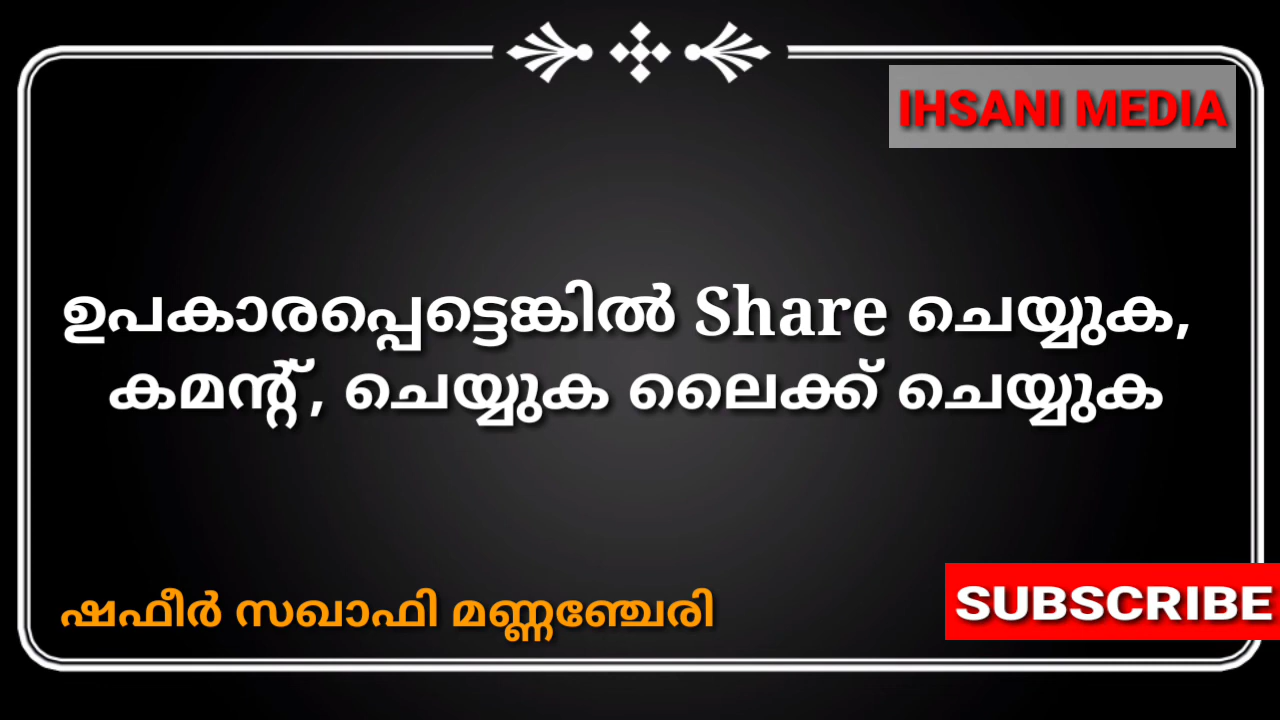 IHSANI MEDIA
ഉപകാരപ്പെട്ടെങ്കിൽ Share ചെയ്യുക,
കമന്റ്, ചെയ്യുക ലൈക്ക് ചെയ്യുക
ഷഫീർ സഖാഫി മണ്ണഞ്ചേരി
SUBSCRIBE